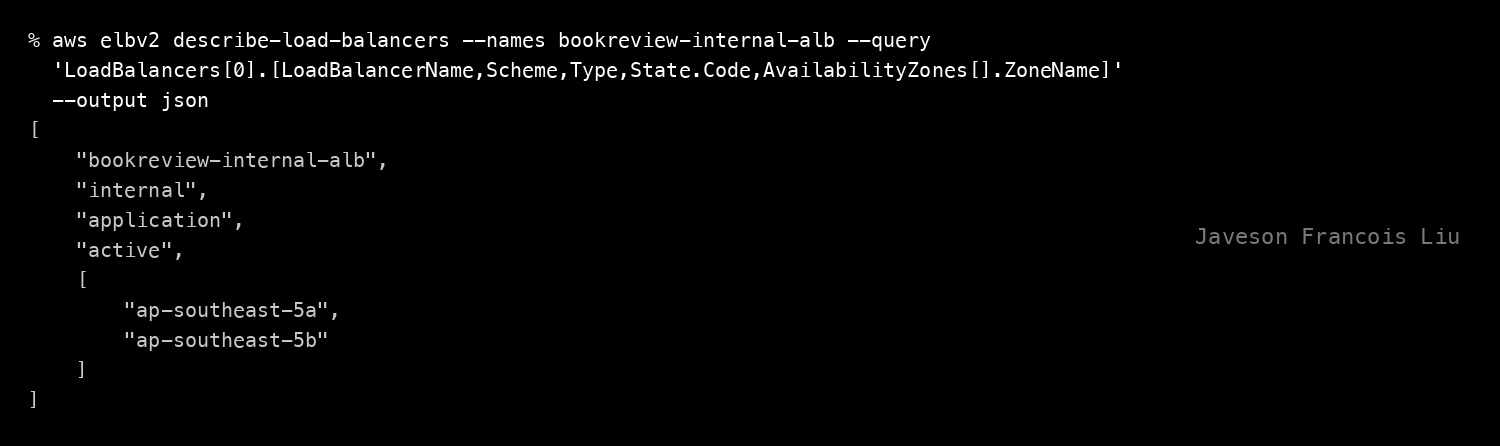 % aws elbv2 describe-load-balancers --names bookreview-internal-alb --query
  'LoadBalancers[0].[LoadBalancerName,Scheme,Type,State.Code,AvailabilityZones[].ZoneName]'
  --output json
[
    "bookreview-internal-alb",
    "internal",
    "application",
Javeson Francois Liu
    "active",
    [
        "ap-southeast-5a",
        "ap-southeast-5b"
    ]
]